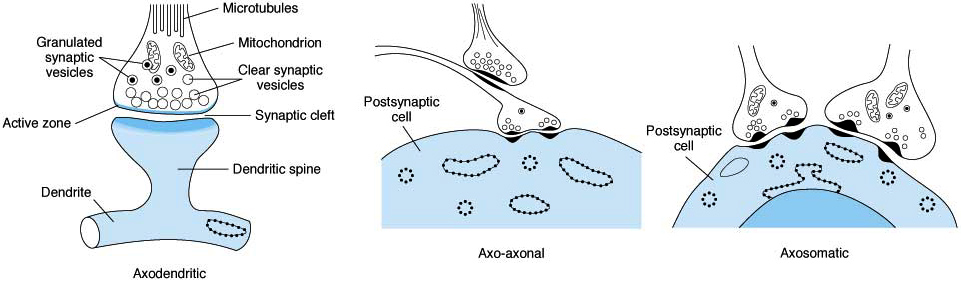 Microtubules
Granulated
synaptic
vesicles
Mitochondrion
Clear synaptic
vesicles
Active zone
Synaptic cleft
Dendritic spine
Dendrite
Axodendritic
Postsynaptic
cell
Axo-axonal
Postsynaptic
cell
Axosomatic